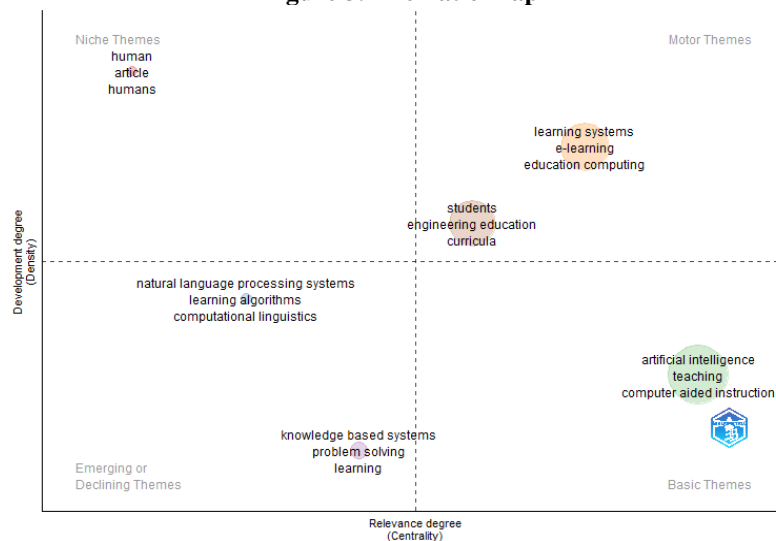 Niche Themes
human
article
humans
Motor Themes
learning systems
e-learning
education computing
students
engineering education
curricula
natural language processing systems
learning algorithms
computational linguistics
artificial intelligence
teaching
computer aided instruction
knowledge based systems
problem solving
learning
Emerging or
Declining Themes
Basic Themes
Development degree
(Density)
Relevance degree
(Centrality)